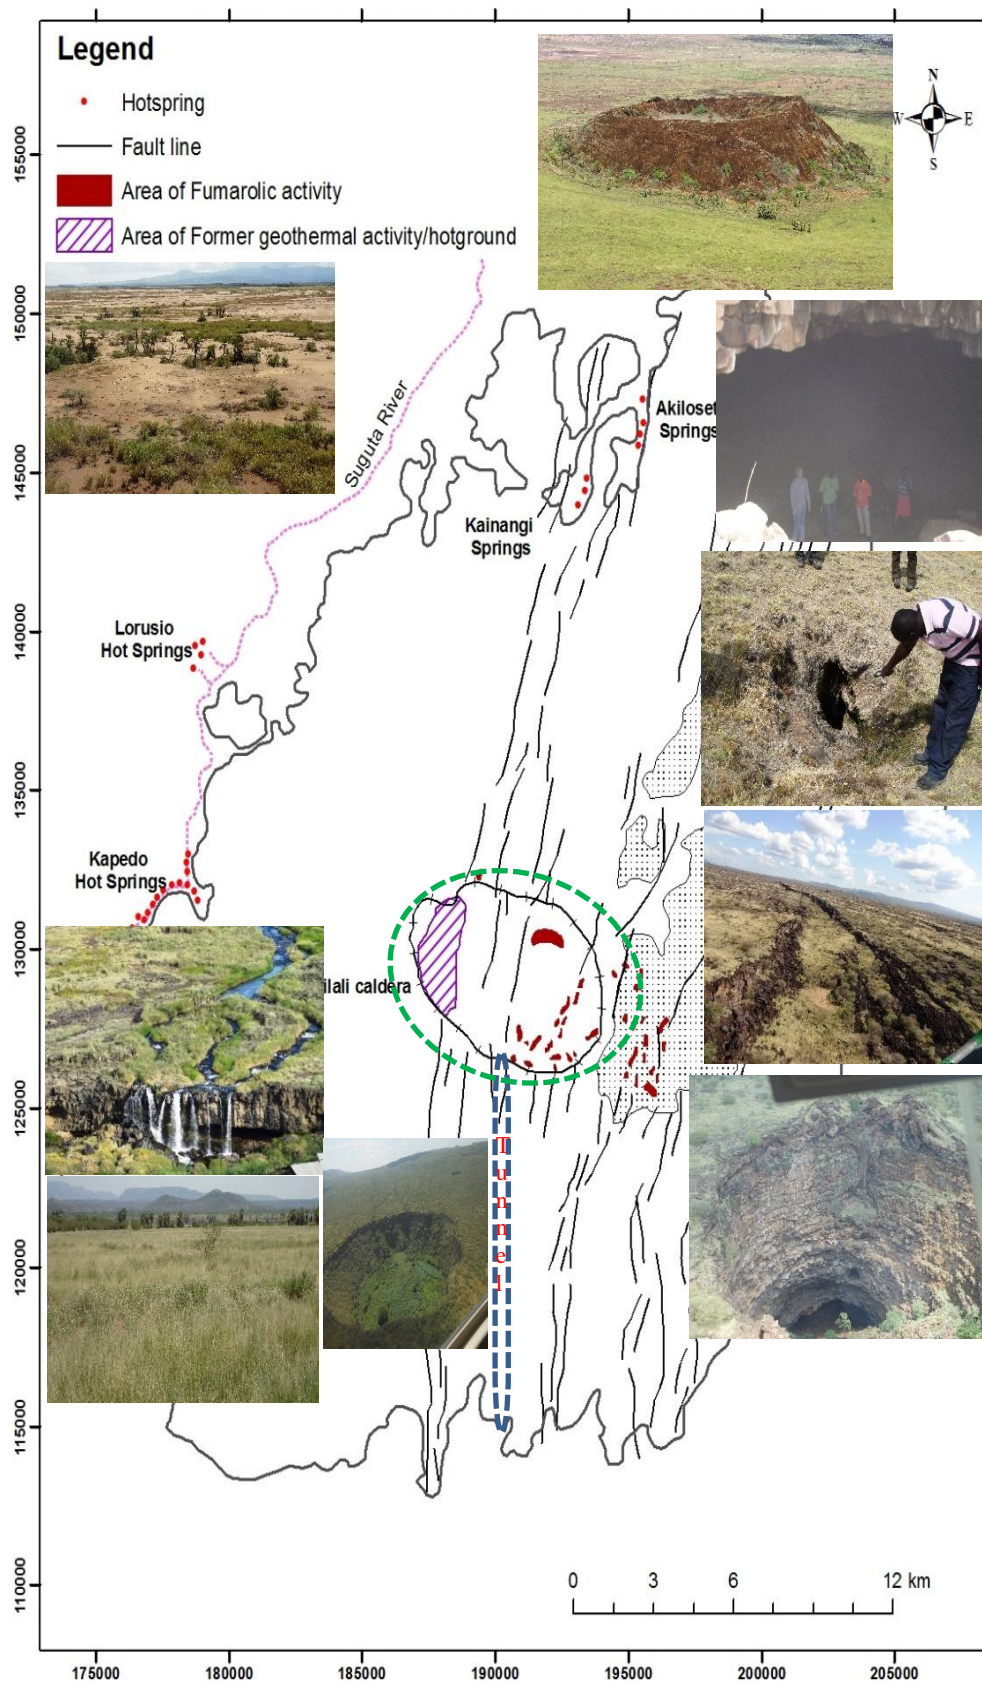 Legend
Hotspring
Fault line
Area of Fumarolic activity
Area of Former geothermal activity/hotground
N
W
E
S
155000
150000
145000
140000
135000
130000
125000
120000
115000
110000
Suguta River
Akiloset
Springs
Kainangi
Springs
Lorusio
Hot Springs
Kapedo
Hot Springs
ilali caldera
Tunnel
0 3 6 12 km
175000 180000 185000 190000 195000 200000 205000